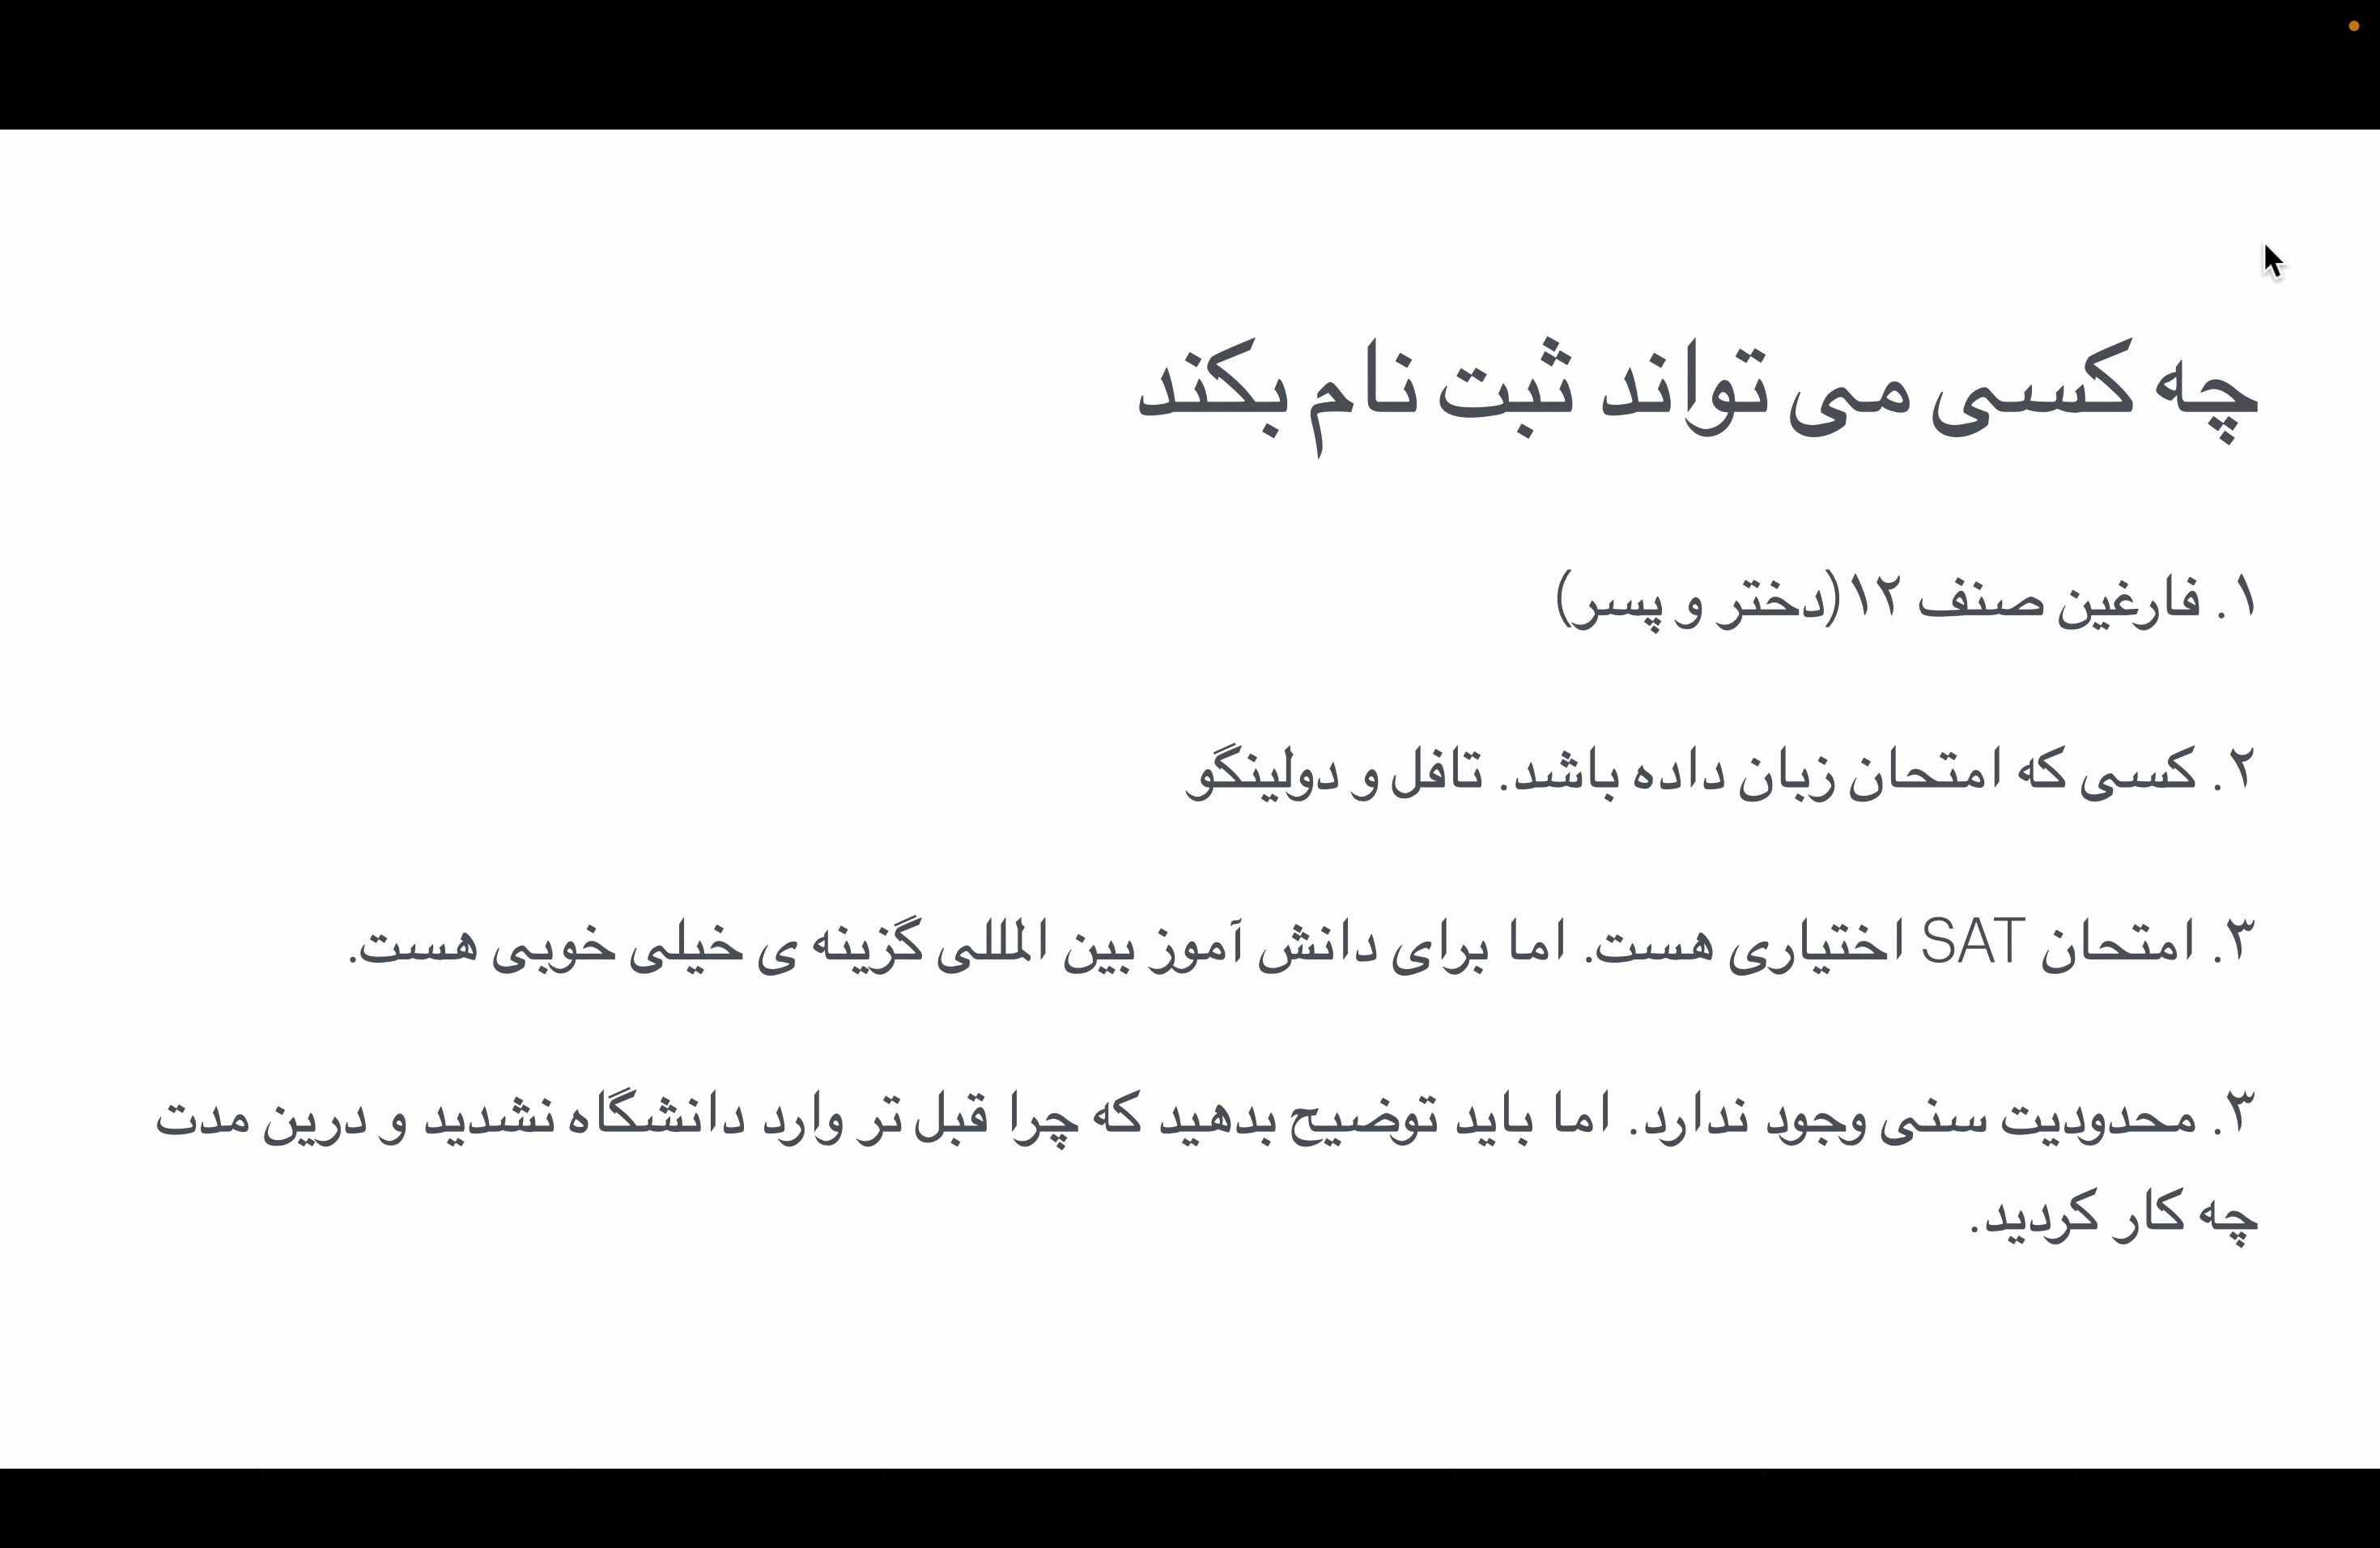 چه کسی می تواند ثبت نام بکند
۱. فارغین صنف ۱۲ (دختر و پسر)
۲. کسی که امتحان زبان داده باشد. تافل و دولینگو
۳. امتحان SAT اختیاری هست. اما برای دانش آموز بین اللملی گزینه ی خیلی خوبی هست.
۳. محدودیت سنی وجود ندارد. اما باید توضیح بدهید که چرا قبل تر وارد دانشگاه نشدید و دراین مدت
چه کار کردید.